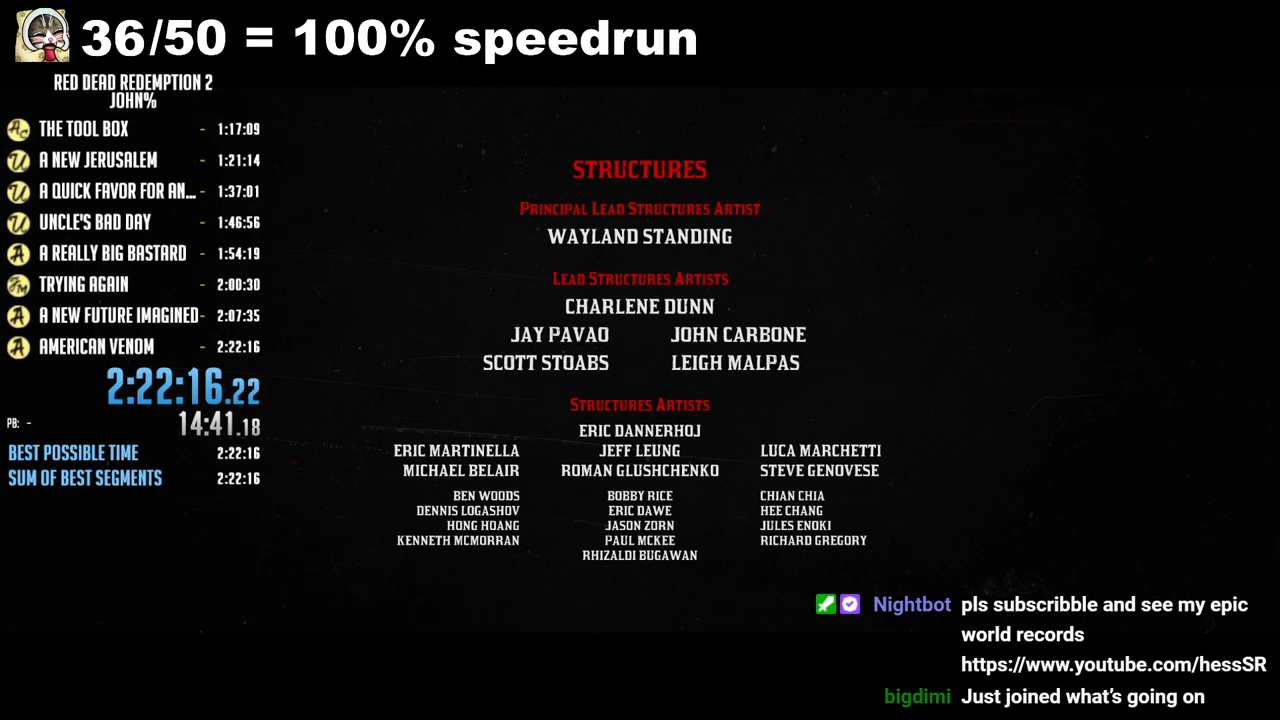 36/50 = 100% speedrun
RED DEAD REDEMPTION 2
JOHN%
THE TOOL BOX - 1:17:09
A NEW JERUSALEM - 1:21:14
A QUICK FAVOR FOR AN... - 1:37:01
UNCLE'S BAD DAY - 1:46:56
A REALLY BIG BASTARD - 1:54:19
TRYING AGAIN - 2:00:30
A NEW FUTURE IMAGINED - 2:07:35
AMERICAN VENOM - 2:22:16
2:22:16.22
PB: - 14:41.18
BEST POSSIBLE TIME 2:22:16
SUM OF BEST SEGMENTS 2:22:16
STRUCTURES
PRINCIPAL LEAD STRUCTURES ARTIST
WAYLAND STANDING
LEAD STRUCTURES ARTISTS
CHARLENE DUNN
JAY PAVAO JOHN CARBONE
SCOTT STOABS LEIGH MALPAS
STRUCTURES ARTISTS
ERIC DANNERHOJ
ERIC MARTINELLA JEFF LEUNG LUCA MARCHETTI
MICHAEL BELAIR ROMAN GLUSHCHENKO STEVE GENOVESE
BEN WOODS BOBBY RICE CHIAN CHIA
DENNIS LOGASHOV ERIC DAWE HEE CHANG
HONG HOANG JASON ZORN JULES ENOKI
KENNETH MCMORRAN PAUL MCKEE RICHARD GREGORY
RHIZALDI BUGAWAN
Nightbot pls subscribble and see my epic
world records
https://www.youtube.com/hessSR
bigdimi Just joined what's going on